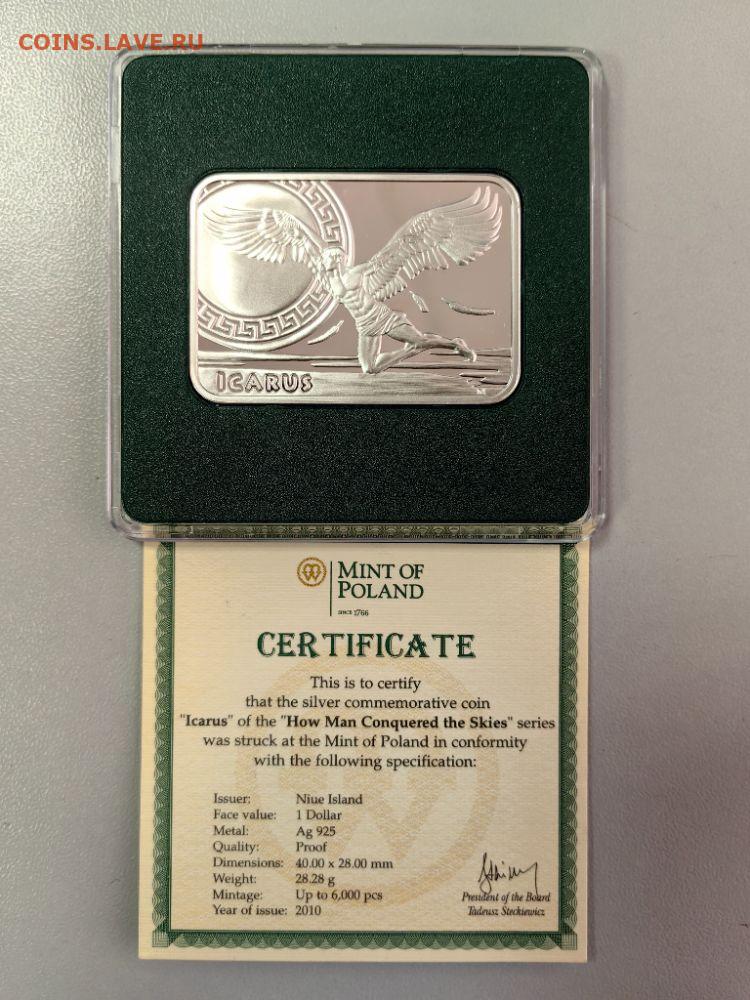 COINS.LAVE.RU
ICARUS
MINT OF
POLAND
SINCE 1766
CERTIFICATE
This is to certify
that the silver commemorative coin
"Icarus" of the "How Man Conquered the Skies" series
was struck at the Mint of Poland in conformity
with the following specification:
Issuer: Niue Island
Face value: 1 Dollar
Metal: Ag 925
Quality: Proof
Dimensions: 40.00 x 28.00 mm
Weight: 28.28 g
Mintage: Up to 6,000 pcs
Year of issue: 2010
President of the Board
Tadeusz Steckiewicz